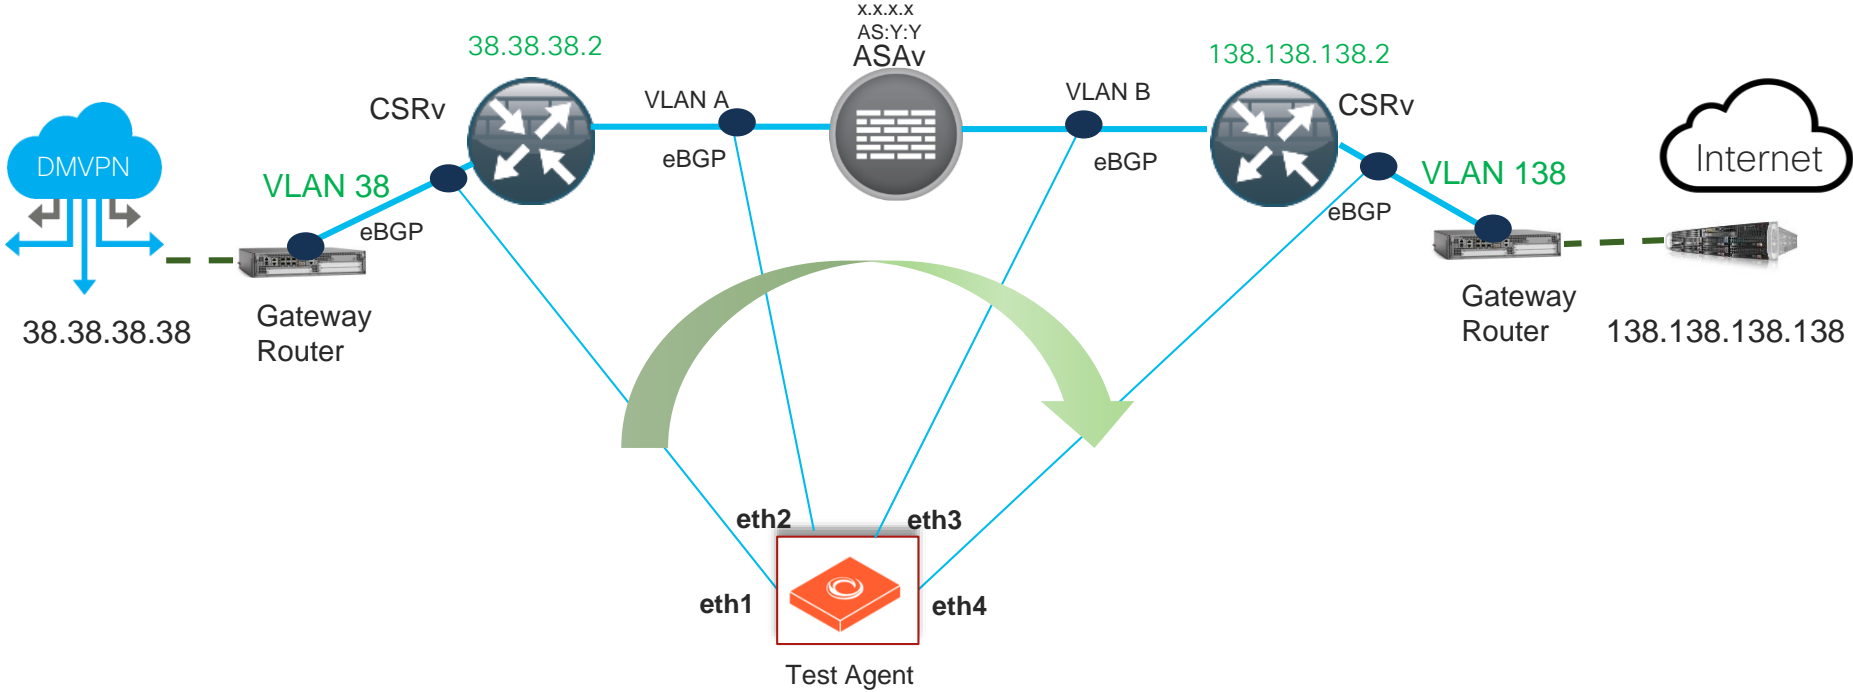 x.x.x.x
AS:Y:Y
ASAv
38.38.38.2
138.138.138.2
CSRv
VLAN A
VLAN B
CSRv
DMVPN
VLAN 38
eBGP
eBGP
eBGP
VLAN 138
eBGP
Internet
38.38.38.38
Gateway
Router
Gateway
Router
138.138.138.138
eth2
eth3
eth1
eth4
Test Agent